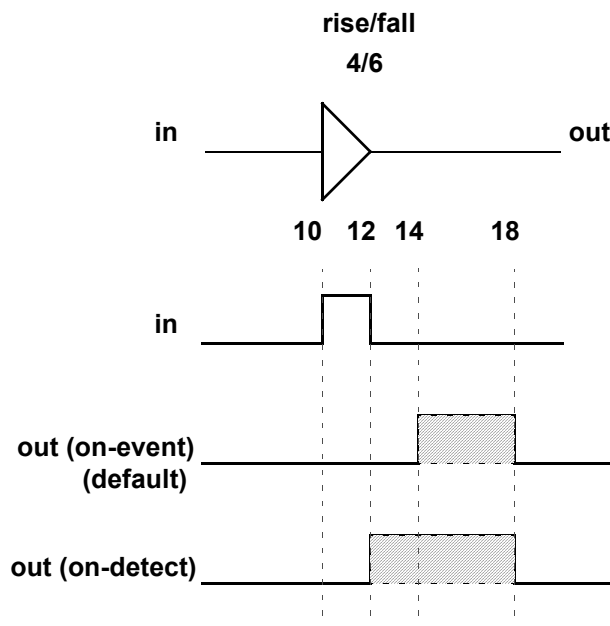 rise/fall
4/6
in
out
10 12 14 18
in
out (on-event)
(default)
out (on-detect)